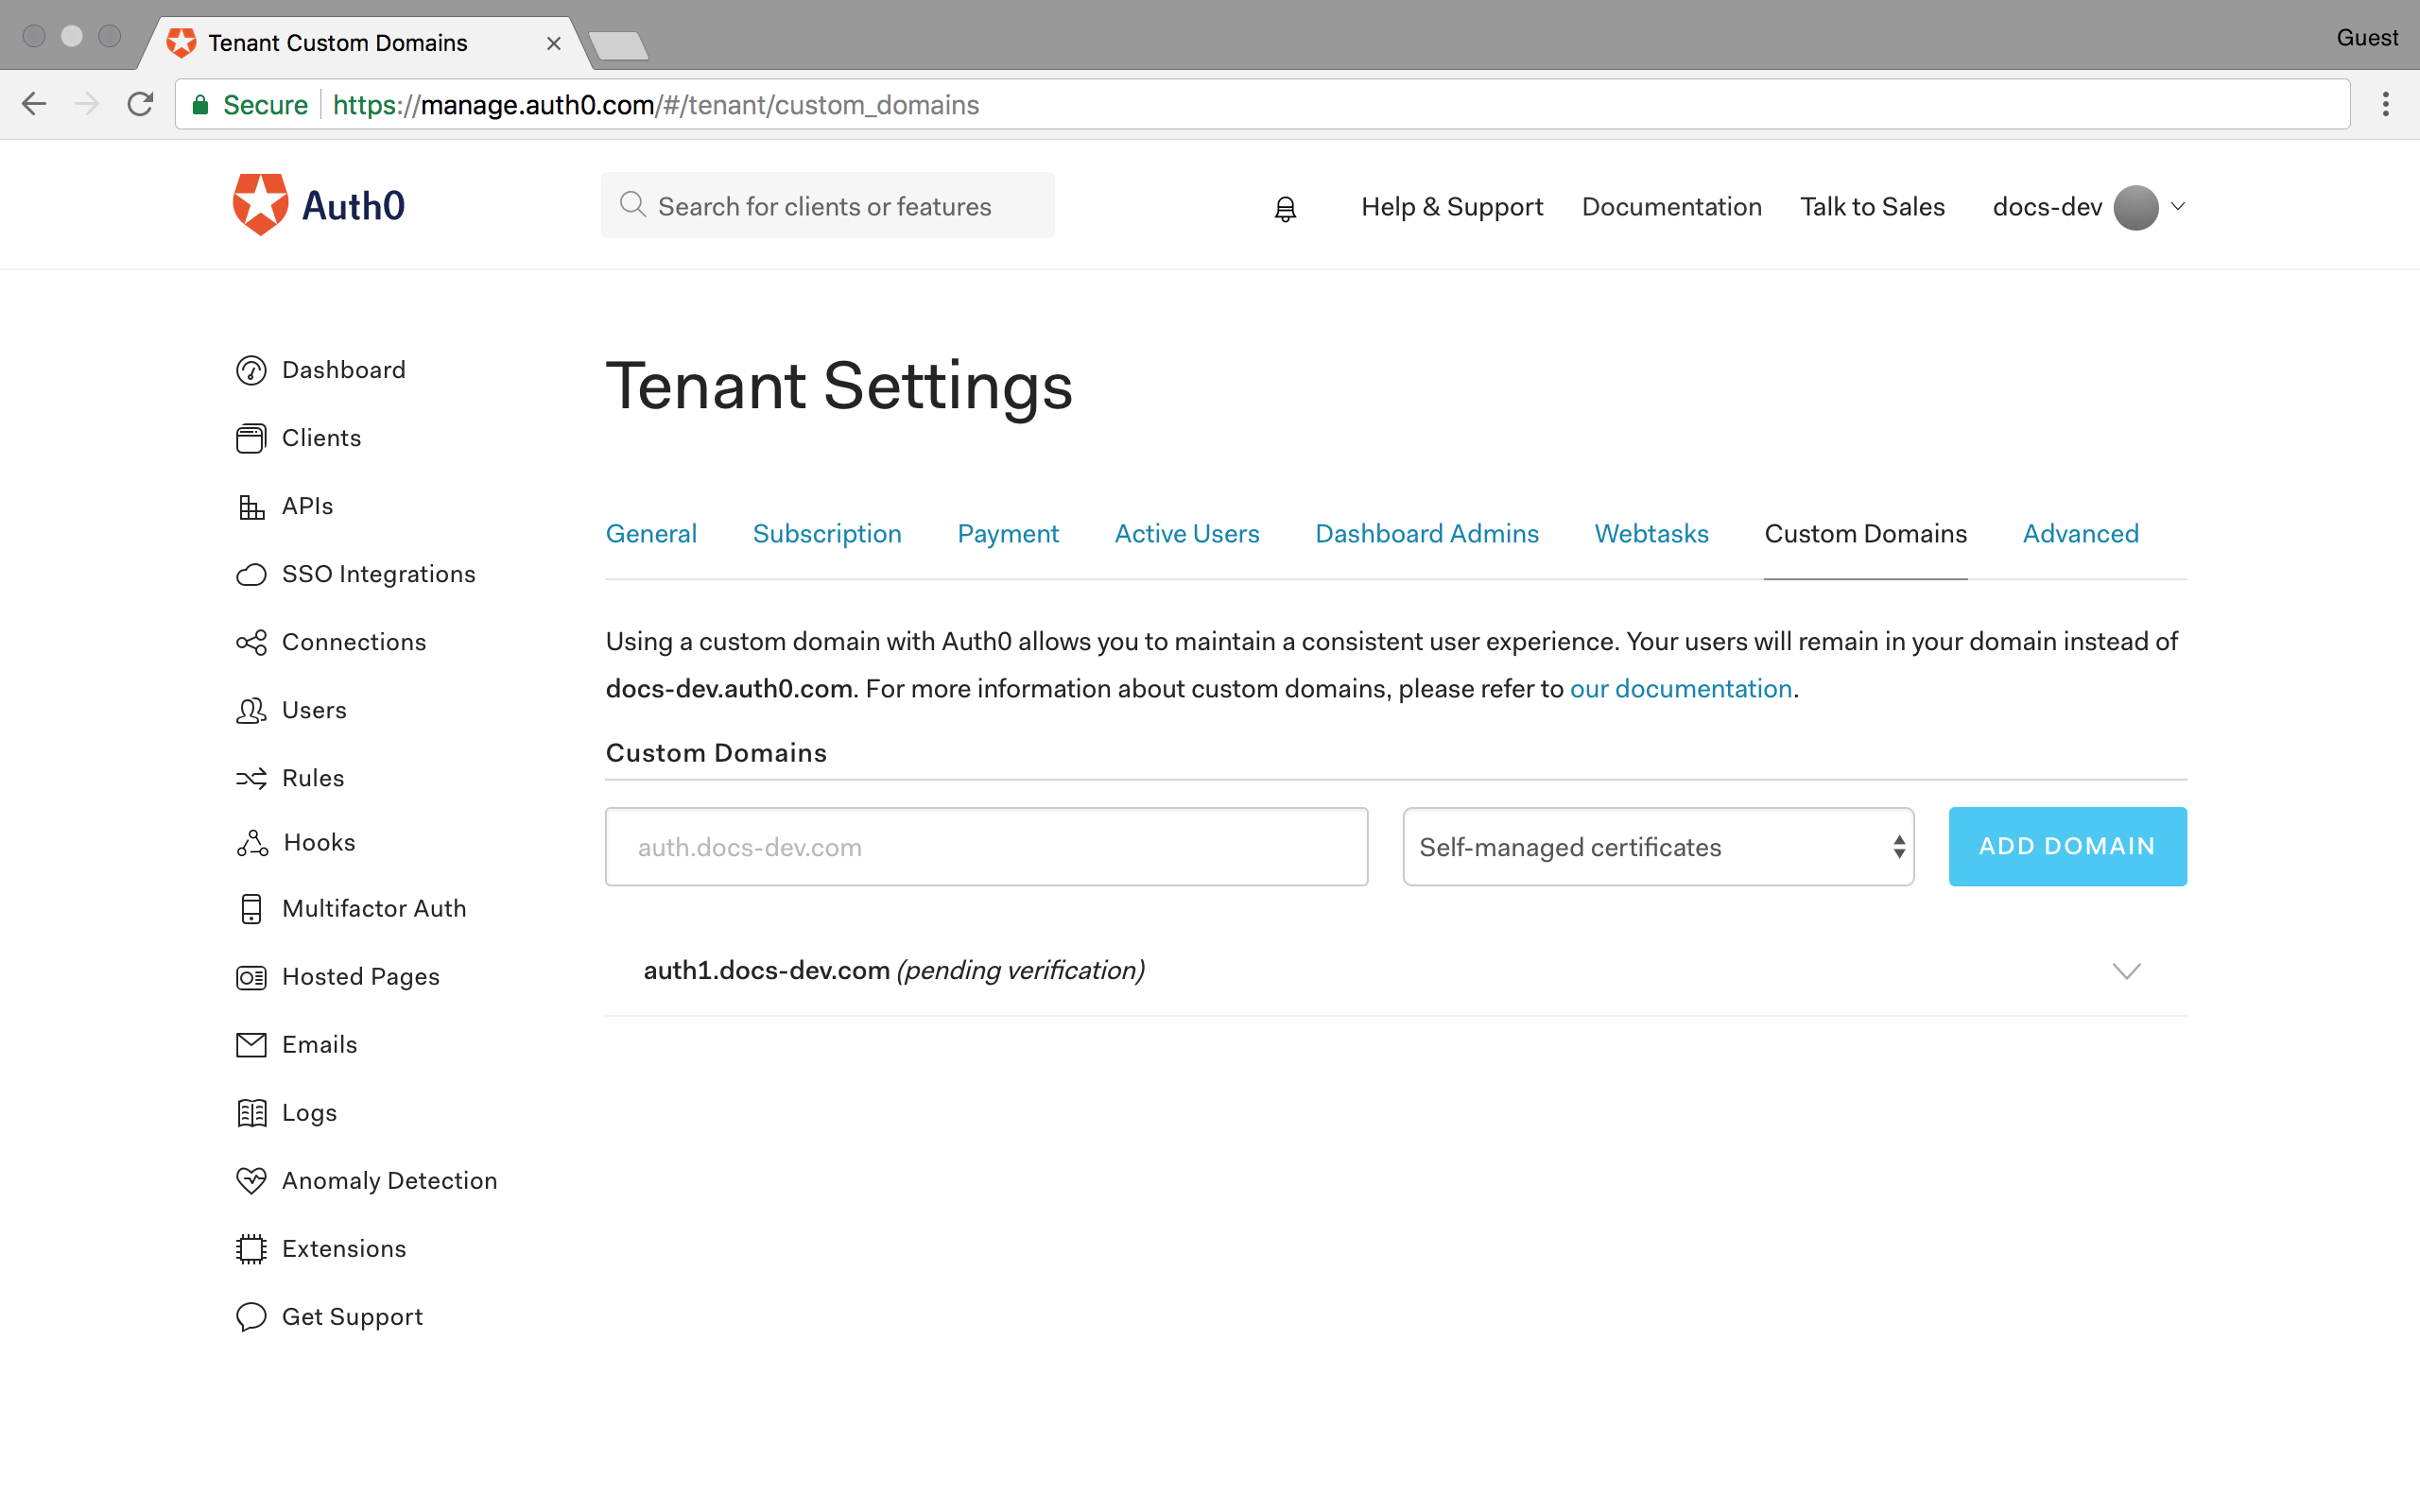 Tenant Custom Domains
Guest
Secure https://manage.auth0.com/#/tenant/custom_domains
Auth0
Search for clients or features
Help & Support
Documentation
Talk to Sales
docs-dev
Dashboard
Clients
APIs
SSO Integrations
Connections
Users
Rules
Hooks
Multifactor Auth
Hosted Pages
Emails
Logs
Anomaly Detection
Extensions
Get Support
Tenant Settings
General Subscription Payment Active Users Dashboard Admins Webtasks Custom Domains Advanced
Using a custom domain with Auth0 allows you to maintain a consistent user experience. Your users will remain in your domain instead of
docs-dev.auth0.com. For more information about custom domains, please refer to our documentation.
Custom Domains
auth.docs-dev.com
Self-managed certificates
ADD DOMAIN
auth1.docs-dev.com (pending verification)